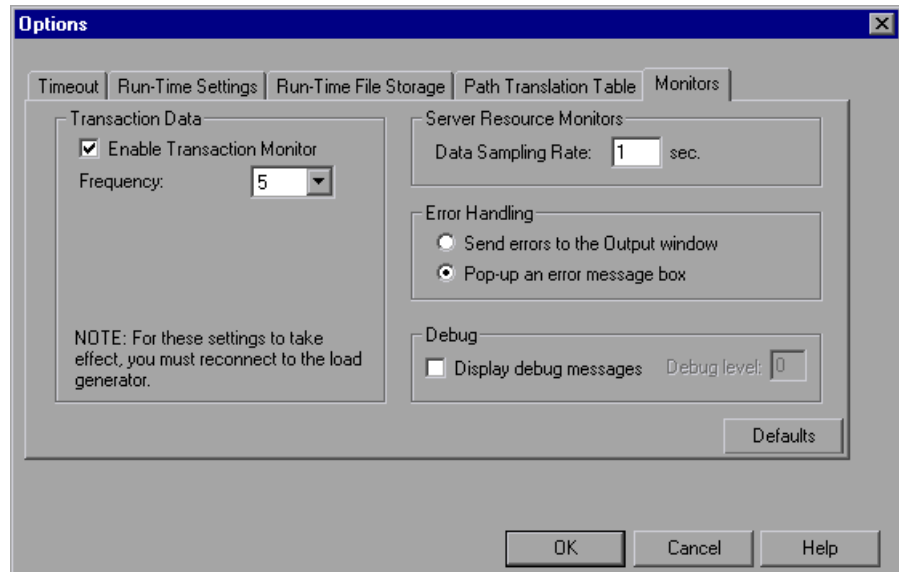 Options
Timeout
Run-Time Settings
Run-Time File Storage
Path Translation Table
Monitors
Transaction Data
Enable Transaction Monitor
Frequency: 5
NOTE: For these settings to take
effect, you must reconnect to the load
generator.
Server Resource Monitors
Data Sampling Rate: 1 sec.
Error Handling
Send errors to the Output window
Pop-up an error message box
Debug
Display debug messages Debug level: 0
Defaults
OK
Cancel
Help